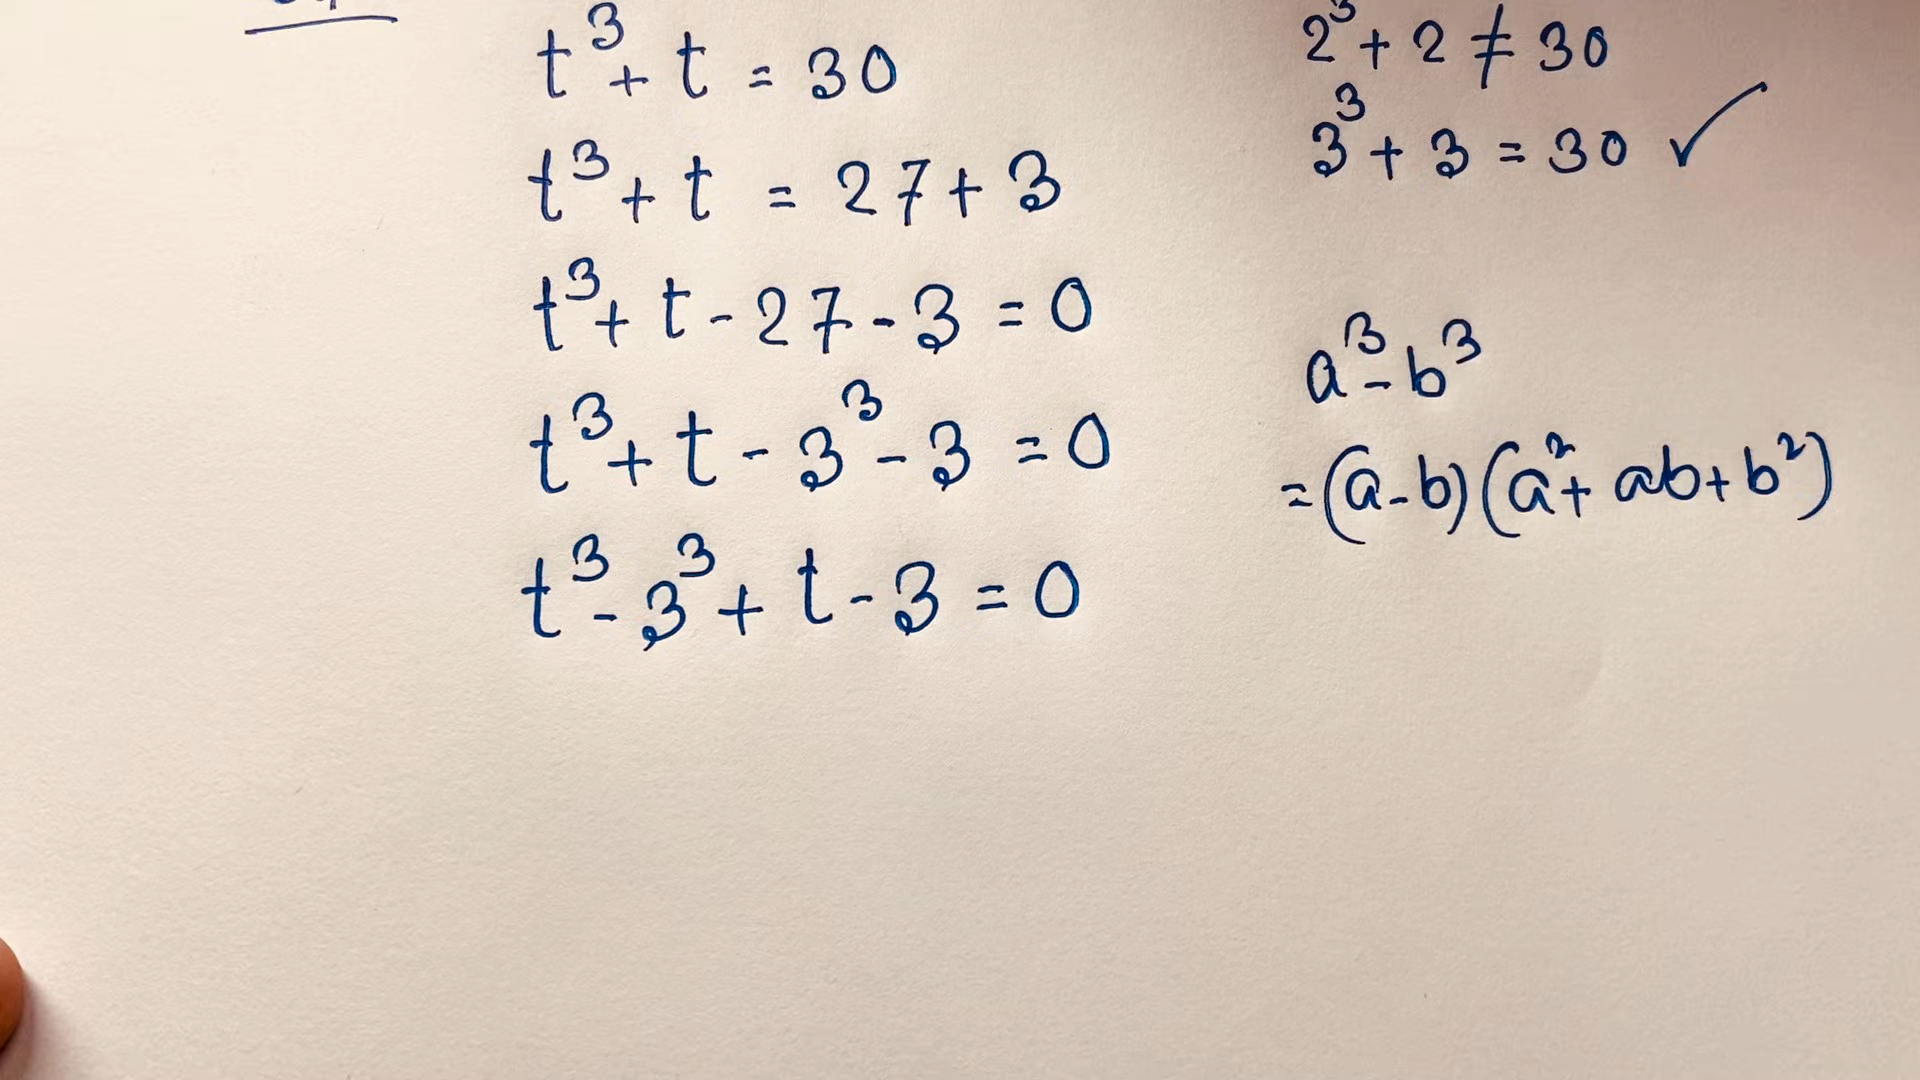 t³ + t = 30
t³ + t = 27 + 3
t³ + t - 27 - 3 = 0
t³ + t - 3³ - 3 = 0
t³ - 3³ + t - 3 = 0
2³ + 2 ≠ 30
3³ + 3 = 30 ✓
a³ - b³
= (a - b) (a² + ab + b²)